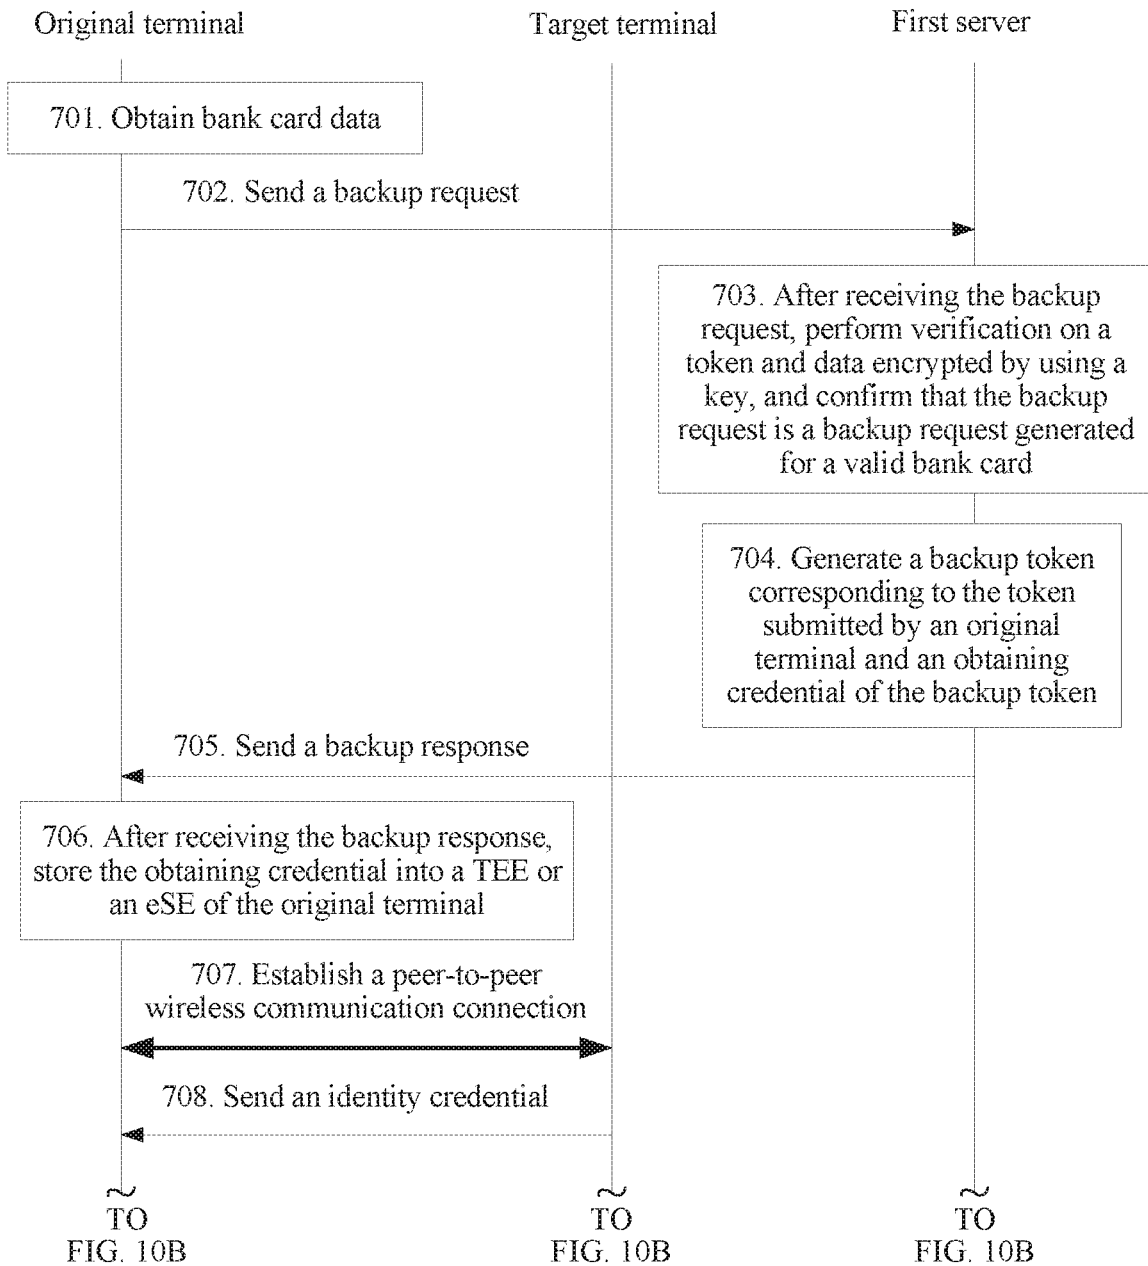 Original terminal
Target terminal
First server
701. Obtain bank card data
702. Send a backup request
703. After receiving the backup
request, perform verification on a
token and data encrypted by using a
key, and confirm that the backup
request is a backup request generated
for a valid bank card
704. Generate a backup token
corresponding to the token
submitted by an original
terminal and an obtaining
credential of the backup token
705. Send a backup response
706. After receiving the backup response,
store the obtaining credential into a TEE or
an eSE of the original terminal
707. Establish a peer-to-peer
wireless communication connection
708. Send an identity credential
TO
FIG. 10B
TO
FIG. 10B
TO
FIG. 10B